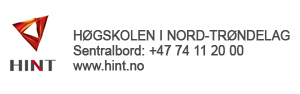 HINT
HØGSKOLEN I NORD-TRØNDELAG
Sentralbord: +47 74 11 20 00
www.hint.no